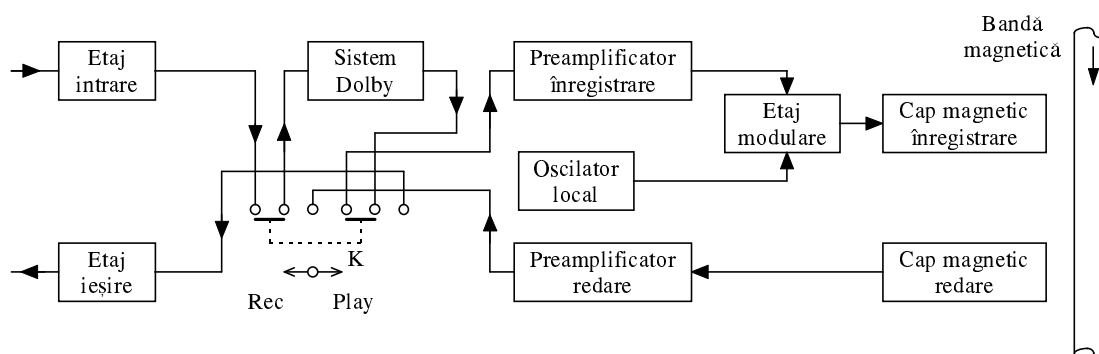 Bandă
magnetică
Etaj
intrare
Sistem
Dolby
Preamplificator
înregistrare
Etaj
modulare
Cap magnetic
înregistrare
Oscilator
local
Etaj
ieșire
K
Rec
Play
Preamplificator
redare
Cap magnetic
redare